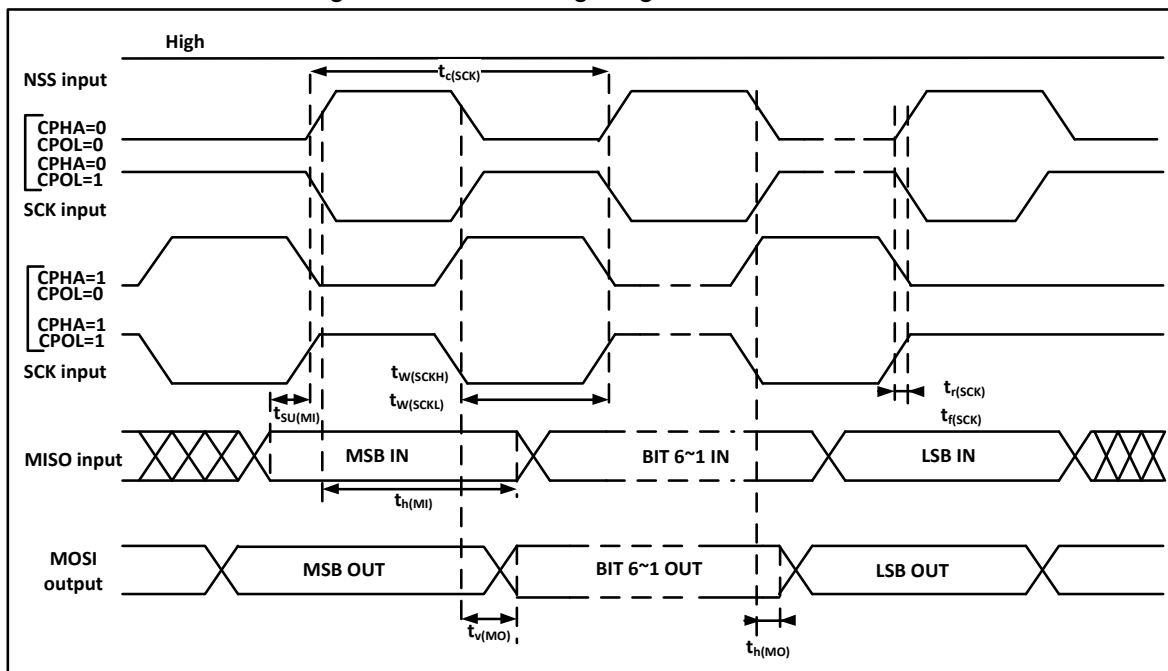 High
NSS input
tc(SCK)
CPHA=0
CPOL=0
CPHA=0
CPOL=1
SCK input
CPHA=1
CPOL=0
CPHA=1
CPOL=1
SCK input
tW(SCKH)
tW(SCKL)
tr(SCK)
tf(SCK)
tSU(MI)
MISO input
MSB IN
BIT 6~1 IN
LSB IN
th(MI)
MOSI
output
MSB OUT
BIT 6~1 OUT
LSB OUT
tv(MO)
th(MO)